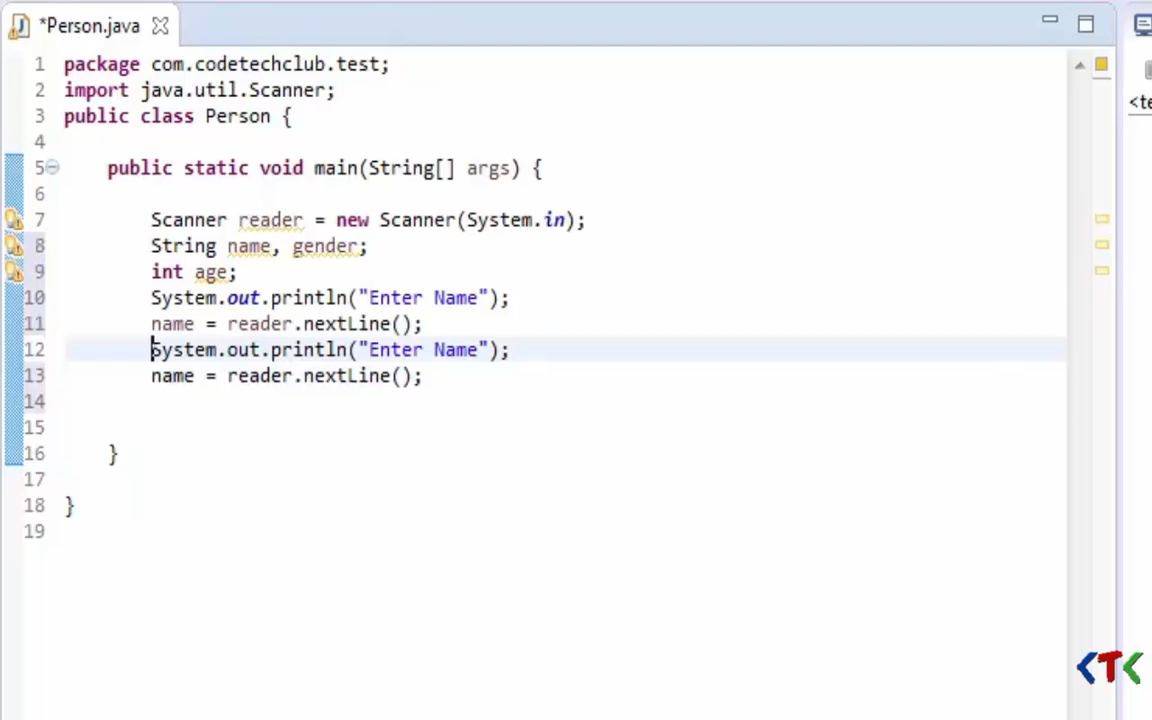 *Person.java
1 package com.codetechclub.test;
2 import java.util.Scanner;
3 public class Person {
4
5 public static void main(String[] args) {
6
7 Scanner reader = new Scanner(System.in);
8 String name, gender;
9 int age;
10 System.out.println("Enter Name");
11 name = reader.nextLine();
12 System.out.println("Enter Name");
13 name = reader.nextLine();
14
15
16 }
17
18 }
19
<te
CTC